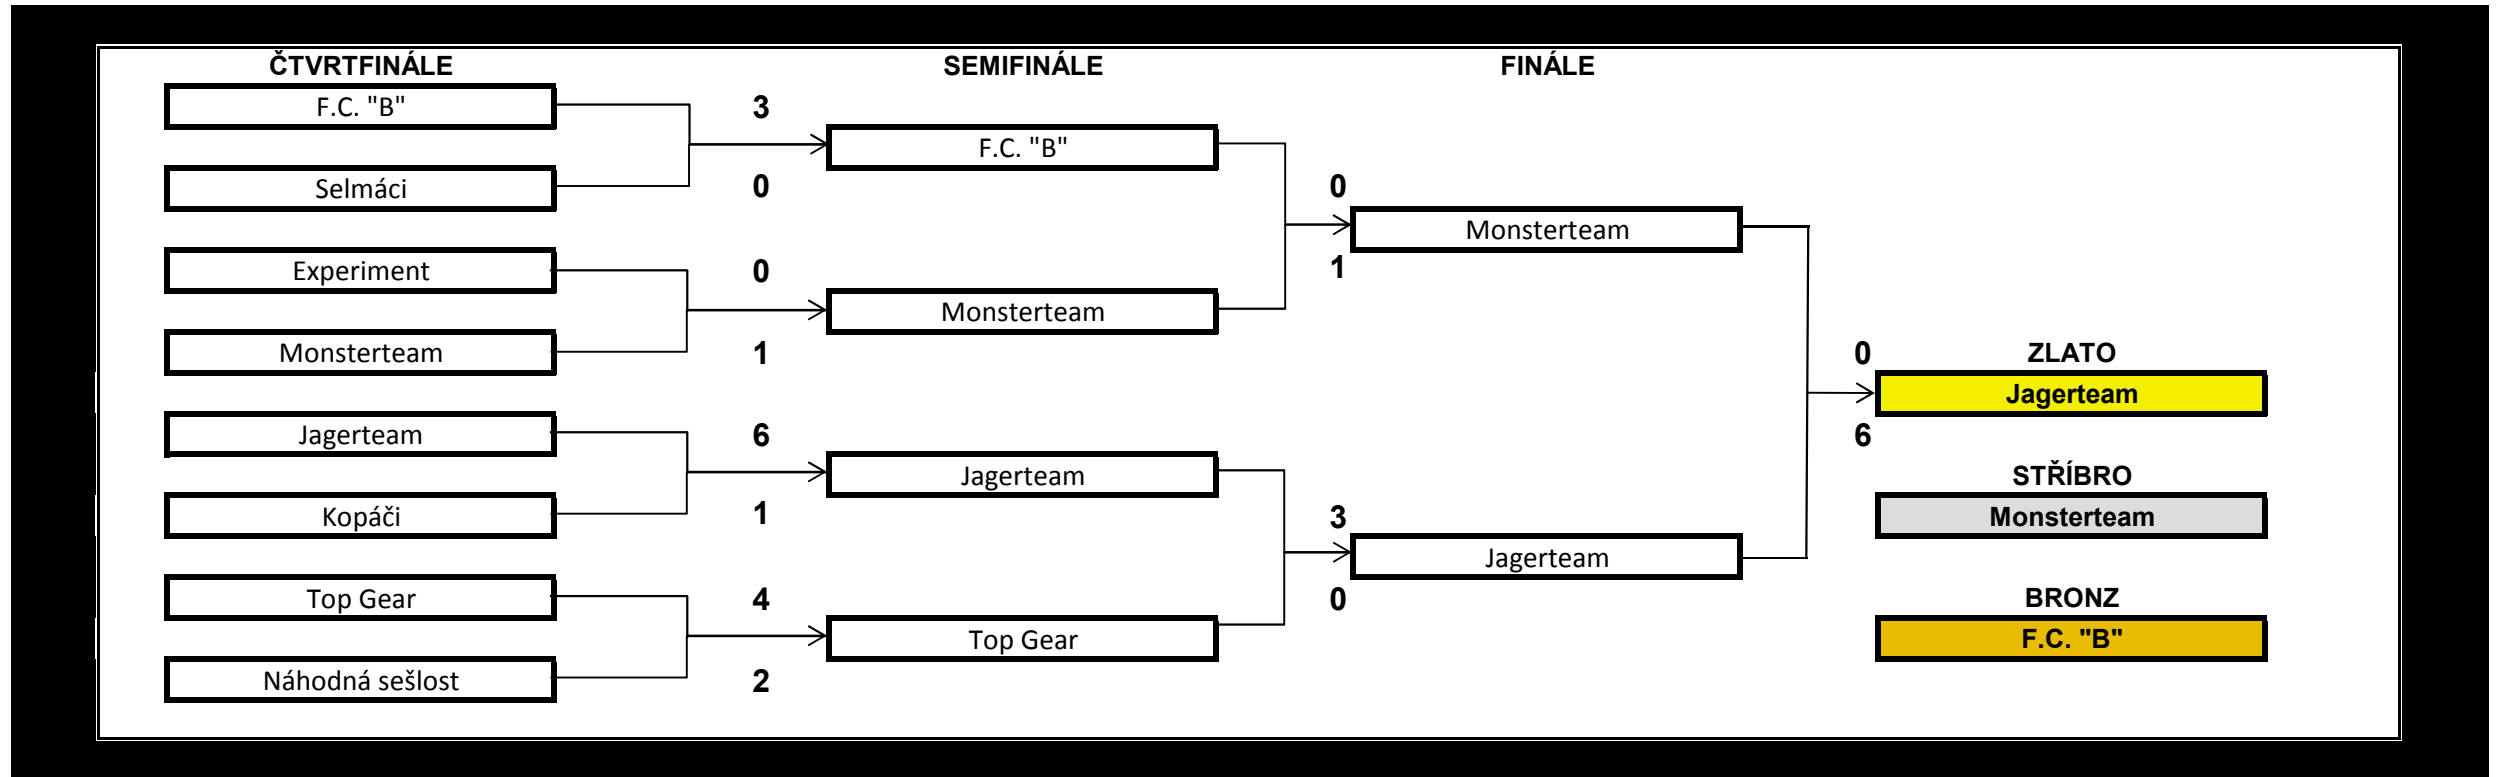 ČTVRTFINÁLE SEMIFINÁLE FINÁLE
F.C. "B" 3
F.C. "B"
Selmáci 0 0
Monsterteam
Experiment 0 1
Monsterteam
Monsterteam 1 0 ZLATO
Jagerteam
Jagerteam 6 6
Jagerteam STŘÍBRO
Kopáči 1 3 Monsterteam
Jagerteam
Top Gear 4 0 BRONZ
Top Gear F.C. "B"
Náhodná sešlost 2